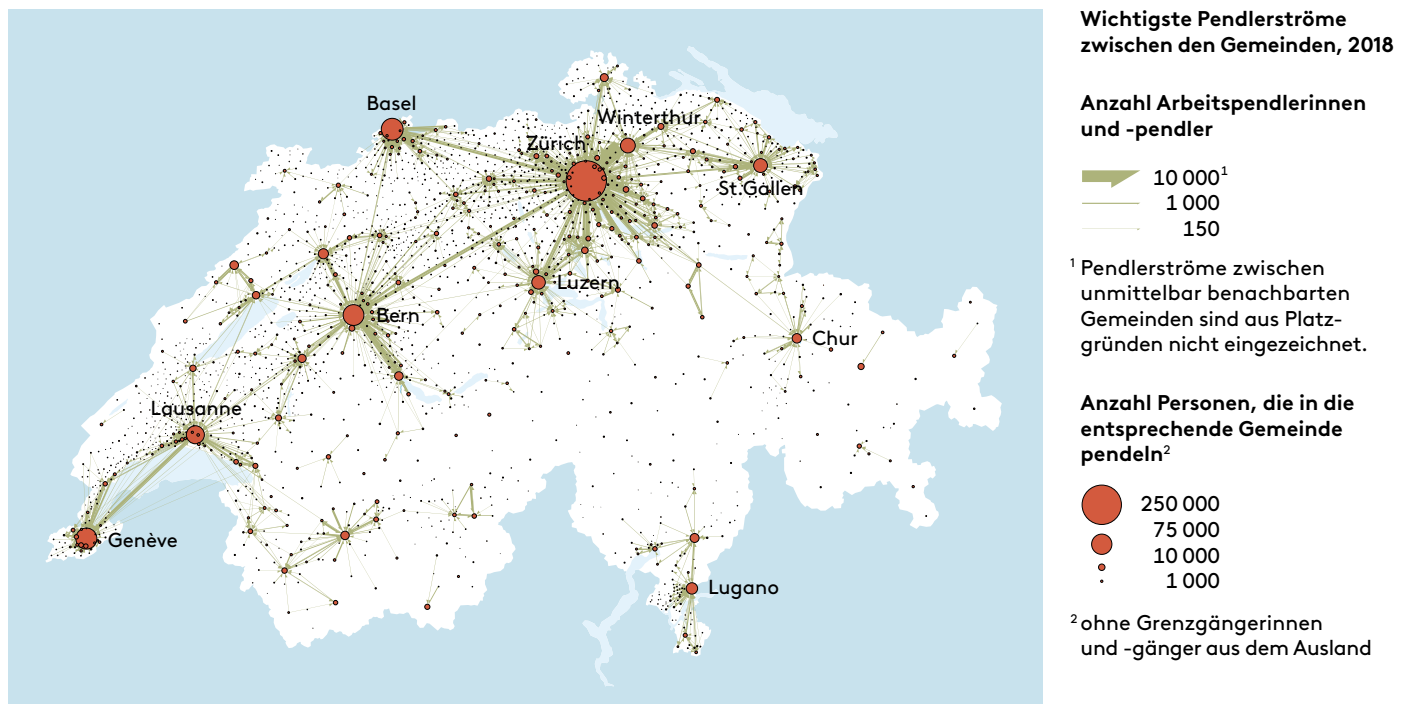 Basel
Winterthur
Zürich
St.Gallen
Luzern
Bern
Chur
Lausanne
Genève
Lugano
Wichtigste Pendlerströme
zwischen den Gemeinden, 2018
Anzahl Arbeitspendlerinnen
und -pendler
10 000¹
1 000
150
¹ Pendlerströme zwischen
unmittelbar benachbarten
Gemeinden sind aus Platz-
gründen nicht eingezeichnet.
Anzahl Personen, die in die
entsprechende Gemeinde
pendeln²
250 000
75 000
10 000
1 000
² ohne Grenzgängerinnen
und -gänger aus dem Ausland